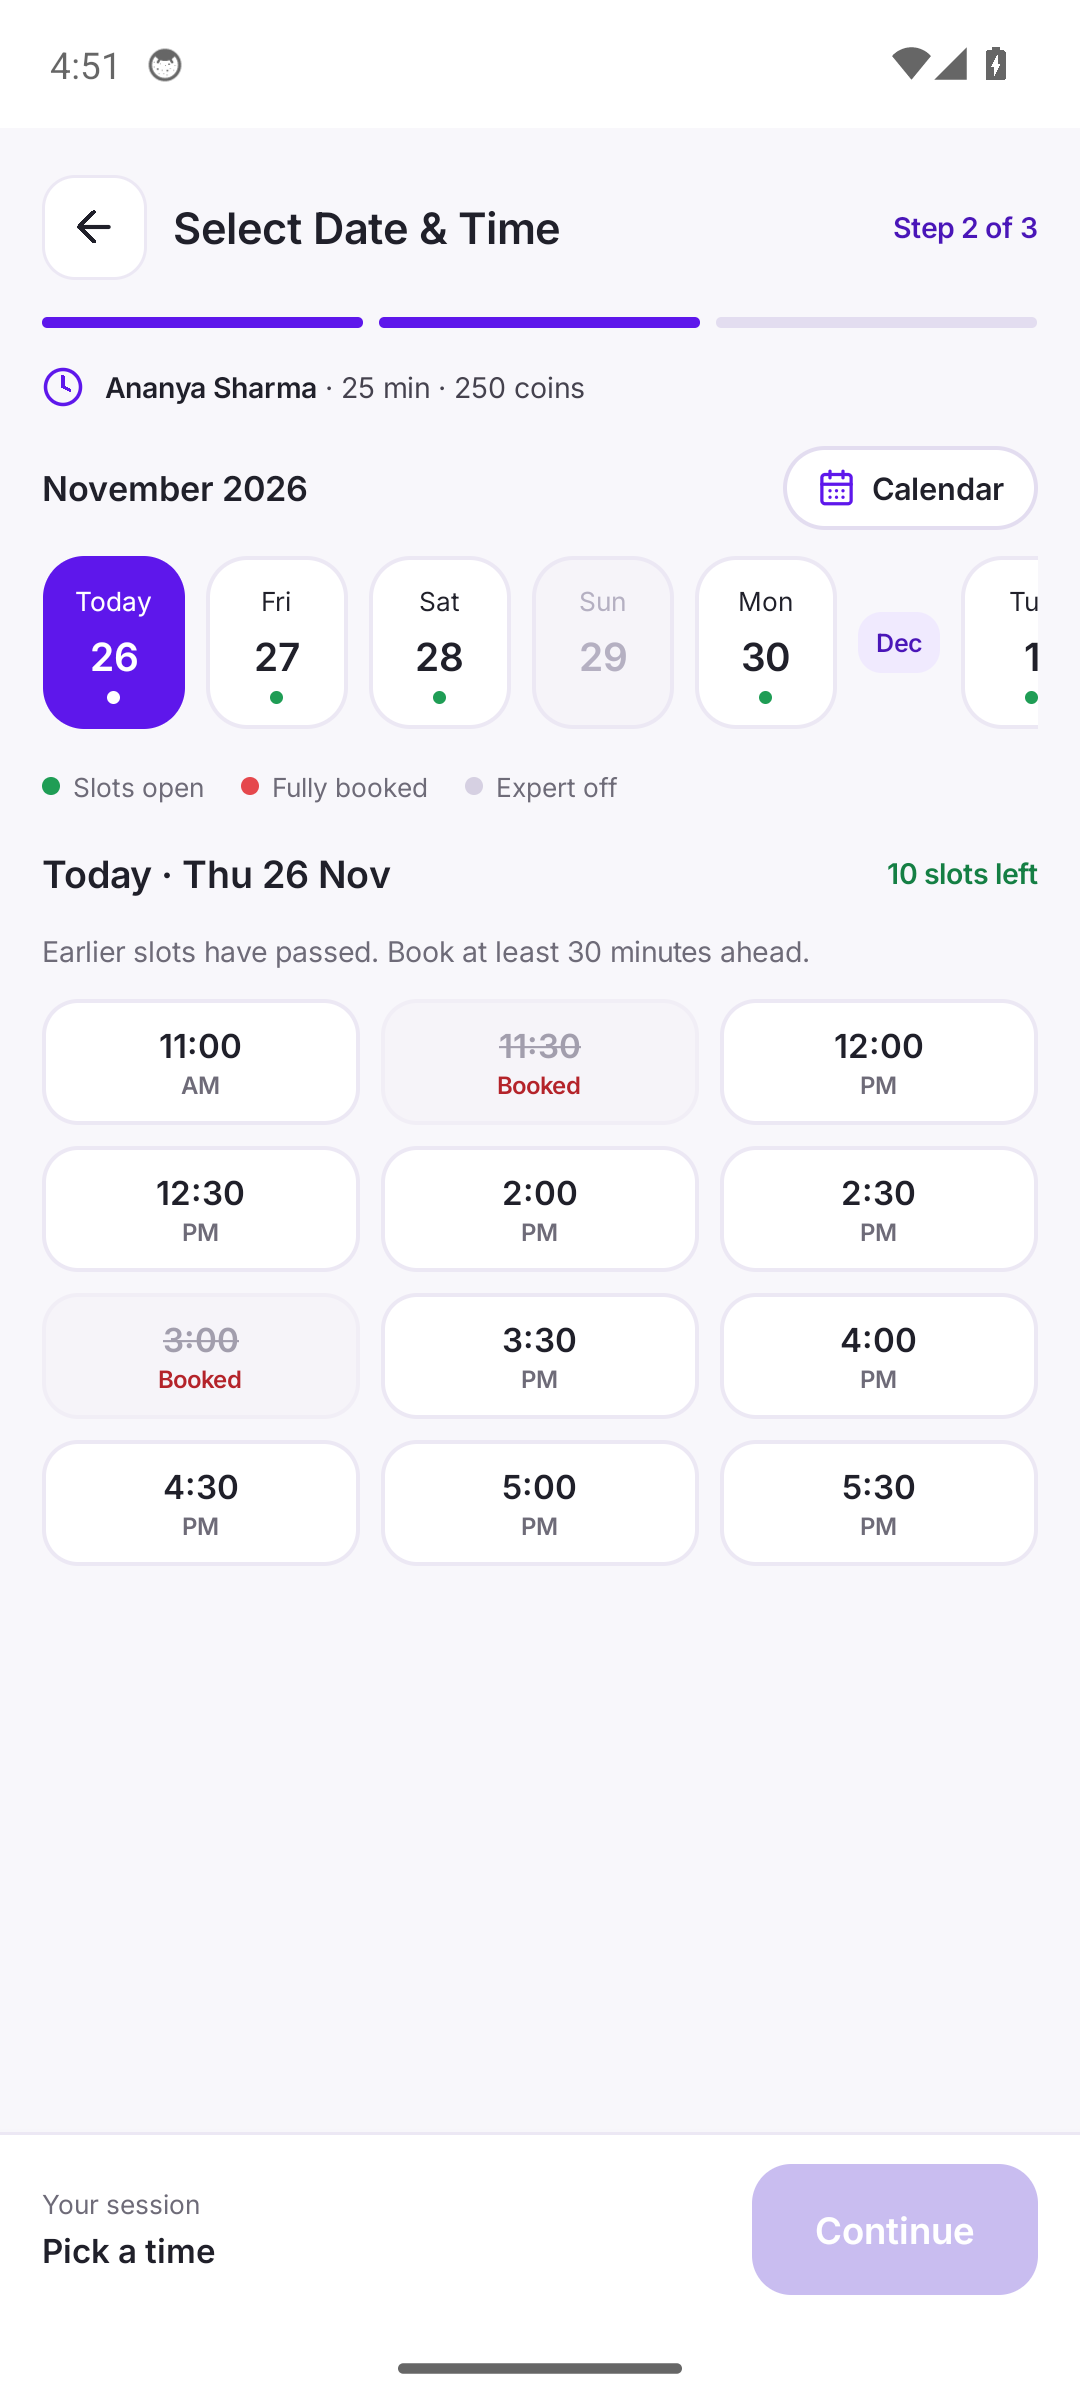 4:51
Select Date & Time
Step 2 of 3
Ananya Sharma · 25 min · 250 coins
November 2026
Calendar
Today
26
Fri
27
Sat
28
Sun
29
Mon
30
Dec
Tu
1
Slots open
Fully booked
Expert off
Today · Thu 26 Nov
10 slots left
Earlier slots have passed. Book at least 30 minutes ahead.
11:00
AM
11:30
Booked
12:00
PM
12:30
PM
2:00
PM
2:30
PM
3:00
Booked
3:30
PM
4:00
PM
4:30
PM
5:00
PM
5:30
PM
Your session
Pick a time
Continue